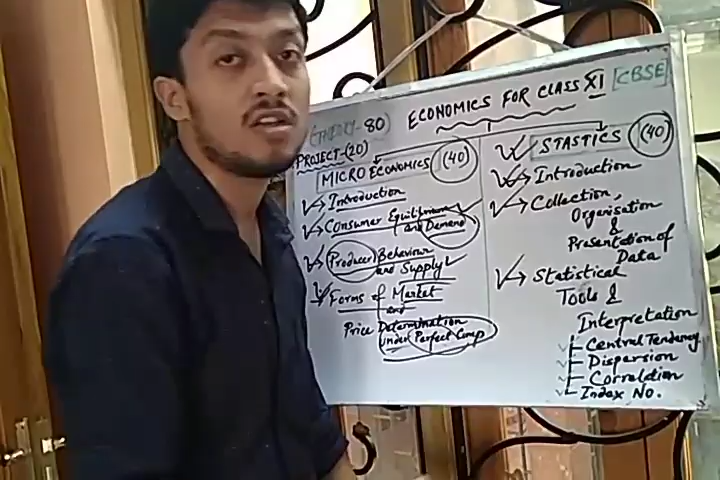 ECONOMICS FOR CLASS XI [CBSE]
(THEORY-80
PROJECT-(20)
MICRO ECONOMICS (40)
→ Introduction
→ Consumer Equilibrium
and Demand
→ Producer Behaviour
and Supply
→ Forms of Market
and
Price Determination
under Perfect Comp
STASTICS (40)
→ Introduction
→ Collection,
Organisation
&
Presentation of
Data
→ Statistical
Tools &
Interpretation
Central Tendency
Dispersion
Correlation
Index No.